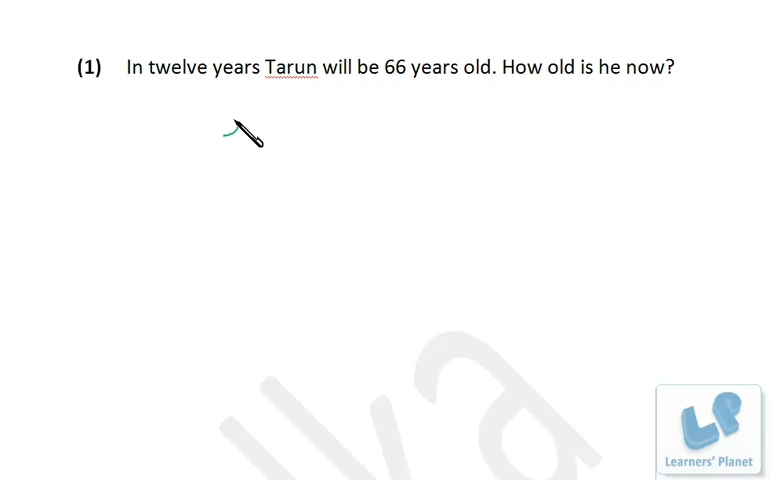 (1) In twelve years Tarun will be 66 years old. How old is he now?
LP
Learners' Planet